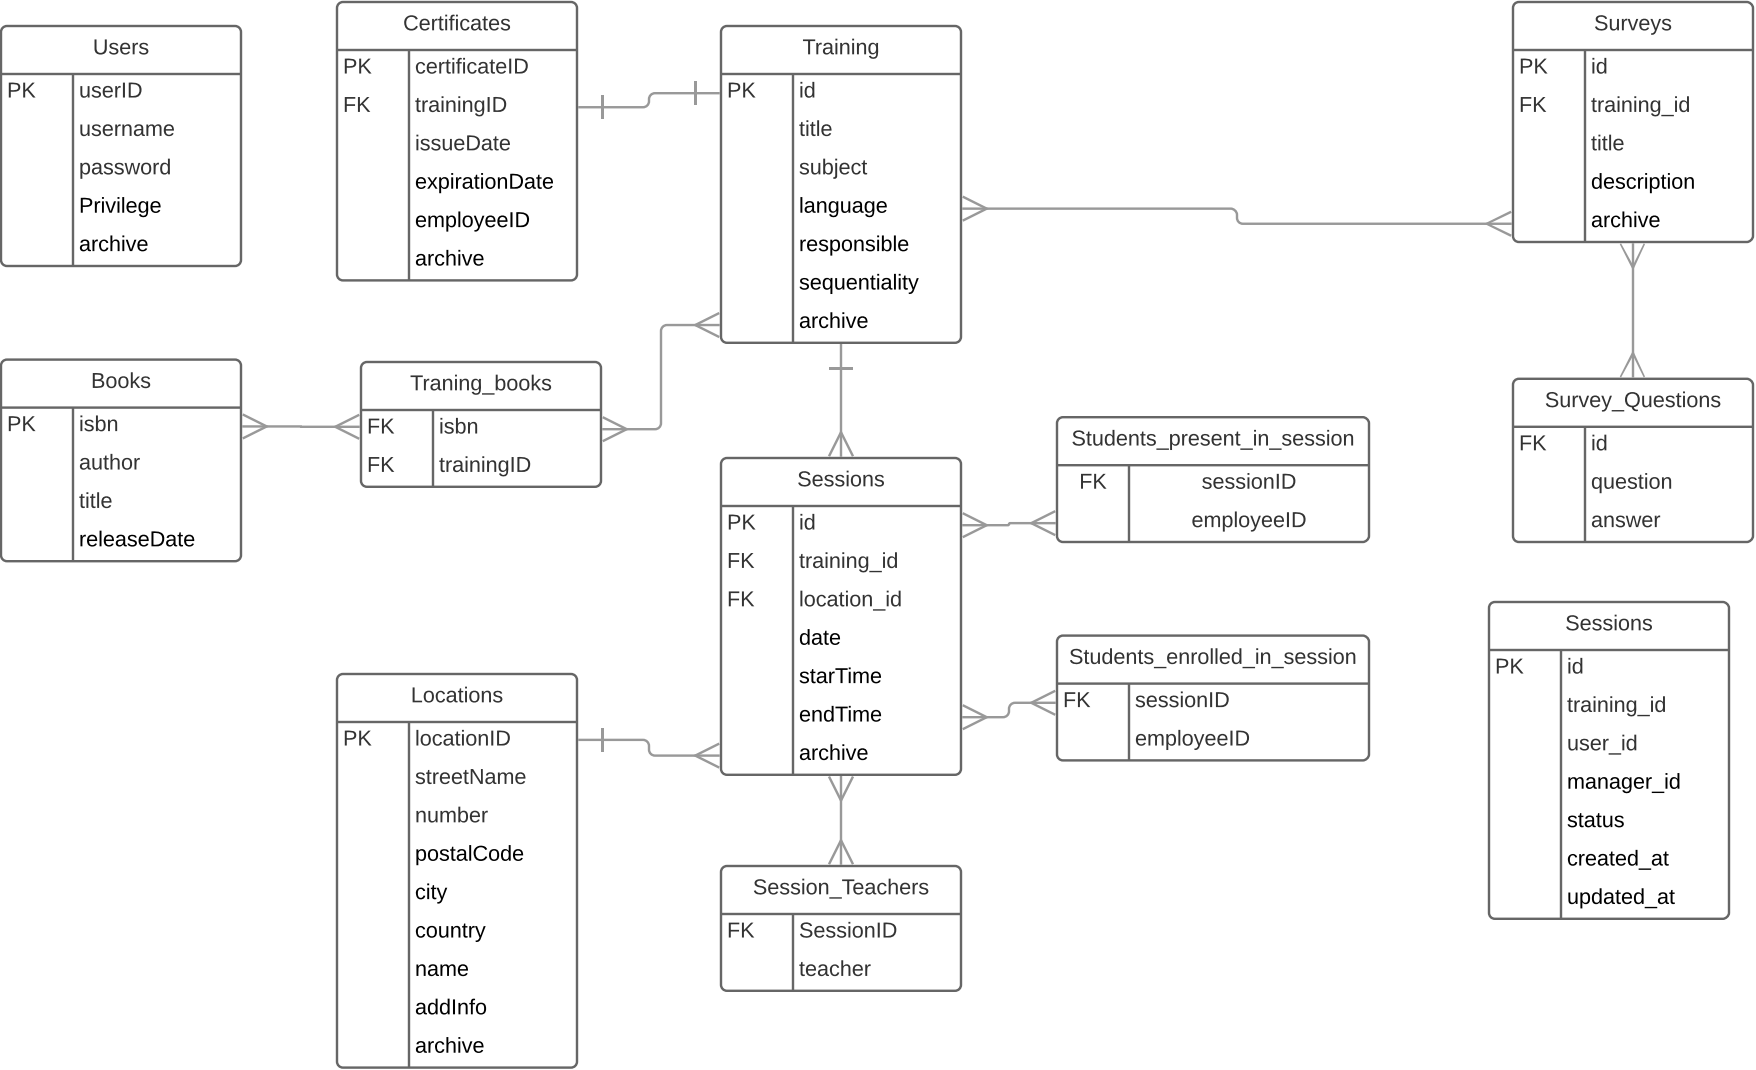 Users
PK userID
username
password
Privilege
archive
Certificates
PK certificateID
FK trainingID
issueDate
expirationDate
employeeID
archive
Training
PK id
title
subject
language
responsible
sequentiality
archive
Surveys
PK id
FK training_id
title
description
archive
Books
PK isbn
author
title
releaseDate
Traning_books
FK isbn
FK trainingID
Sessions
PK id
FK training_id
FK location_id
date
starTime
endTime
archive
Students_present_in_session
FK sessionID
employeeID
Survey_Questions
FK id
question
answer
Students_enrolled_in_session
FK sessionID
employeeID
Sessions
PK id
training_id
user_id
manager_id
status
created_at
updated_at
Locations
PK locationID
streetName
number
postalCode
city
country
name
addInfo
archive
Session_Teachers
FK SessionID
teacher